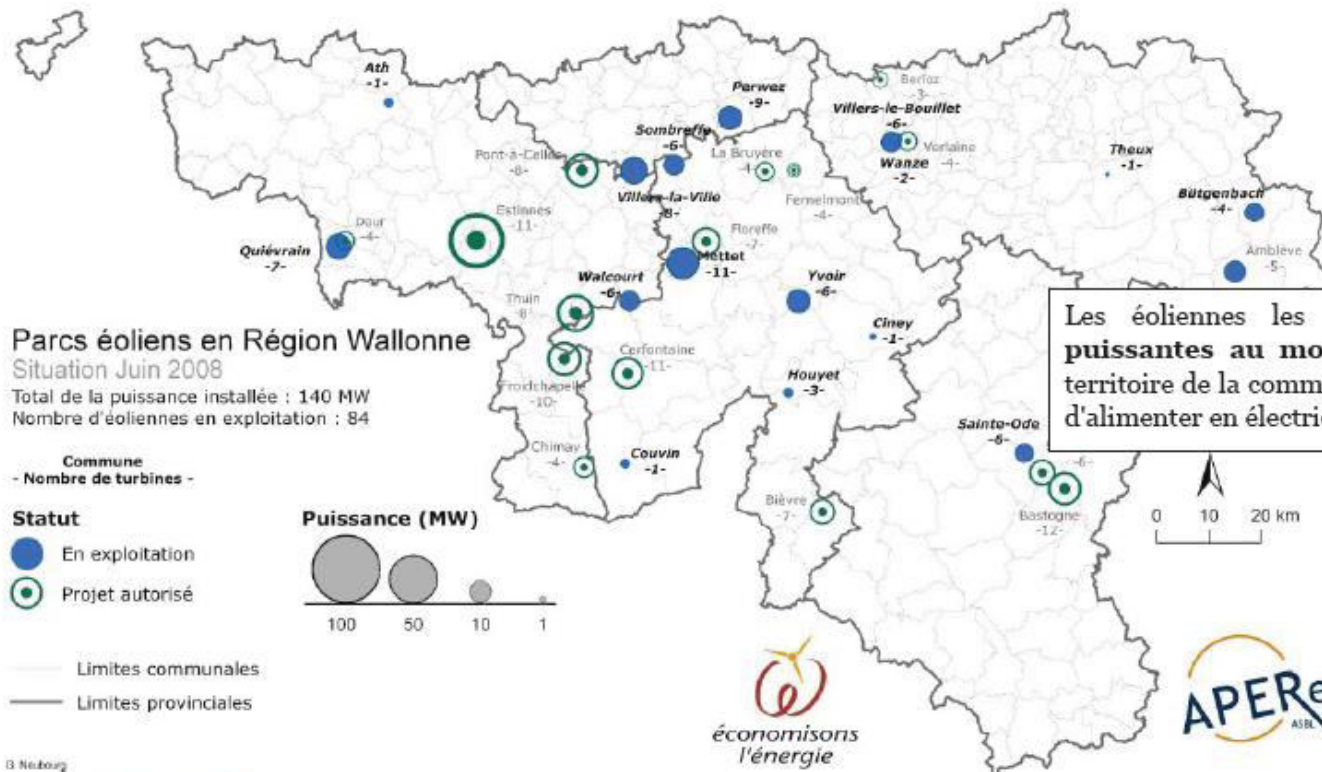 Ath
-1-
Perwez
-9-
Berloz
-3-
Villers-le-Bouillet
-6-
Sombreffe
-6-
Pont-à-Celles
-8-
La Bruyère
-4-
Verlaine
-4-
Wanze
-2-
Theux
-1-
Villers-la-Ville
-8-
Fernelmont
-4-
Bütgenbach
-4-
Estinnes
-11-
Dour
-4-
Floreffe
-7-
Quiévrain
-7-
Mettet
-11-
Amblève
-5-
Walcourt
-6-
Yvoir
-6-
Thuin
-8-
Ciney
-1-
Les éoliennes les
puissantes au mo
territoire de la comm
d'alimenter en électri
Parcs éoliens en Région Wallonne
Situation Juin 2008
Total de la puissance installée : 140 MW
Nombre d'éoliennes en exploitation : 84
Cerfontaine
-11-
Froidchapelle
-10-
Houyet
-3-
Sainte-Ode
-6-
-6-
Chimay
-4-
Couvin
-1-
Commune
- Nombre de turbines -
Bièvre
-7-
Bastogne
-12-
0 10 20 km
Statut
En exploitation
Projet autorisé
Puissance (MW)
100 50 10 1
Limites communales
Limites provinciales
économisons
l'énergie
APERe
ASBL
G. Neubourg